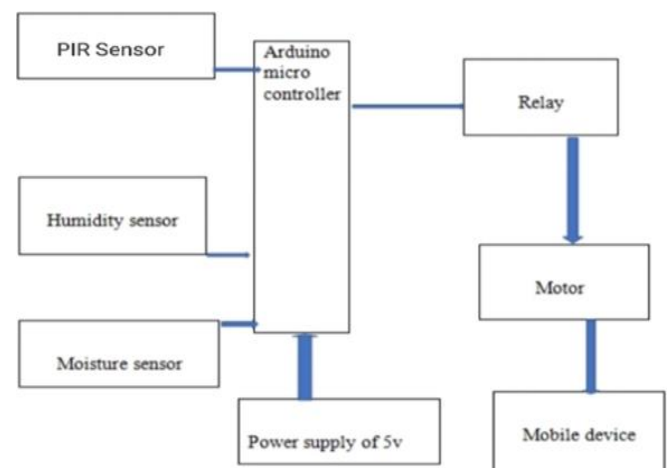 PIR Sensor
Arduino
micro
controller
Relay
Humidity sensor
Motor
Moisture sensor
Power supply of 5v
Mobile device